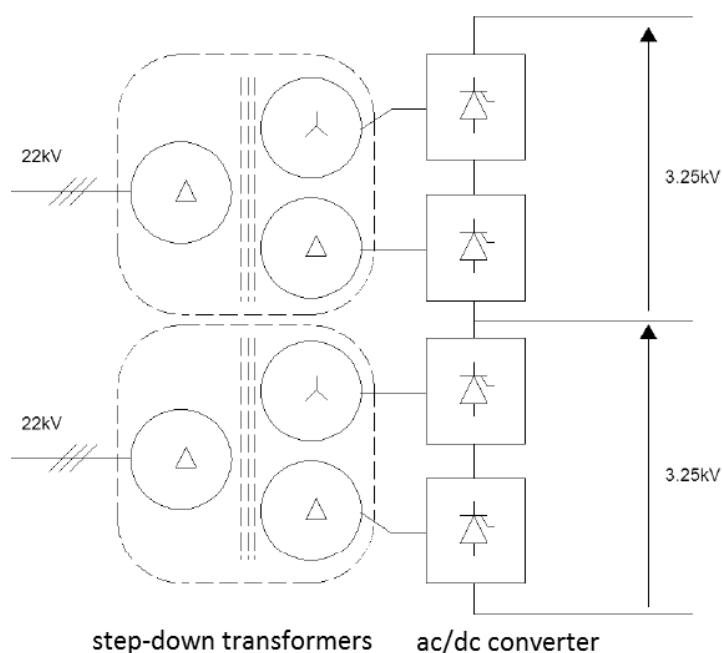 22kV
3.25kV
22kV
3.25kV
step-down transformers ac/dc converter